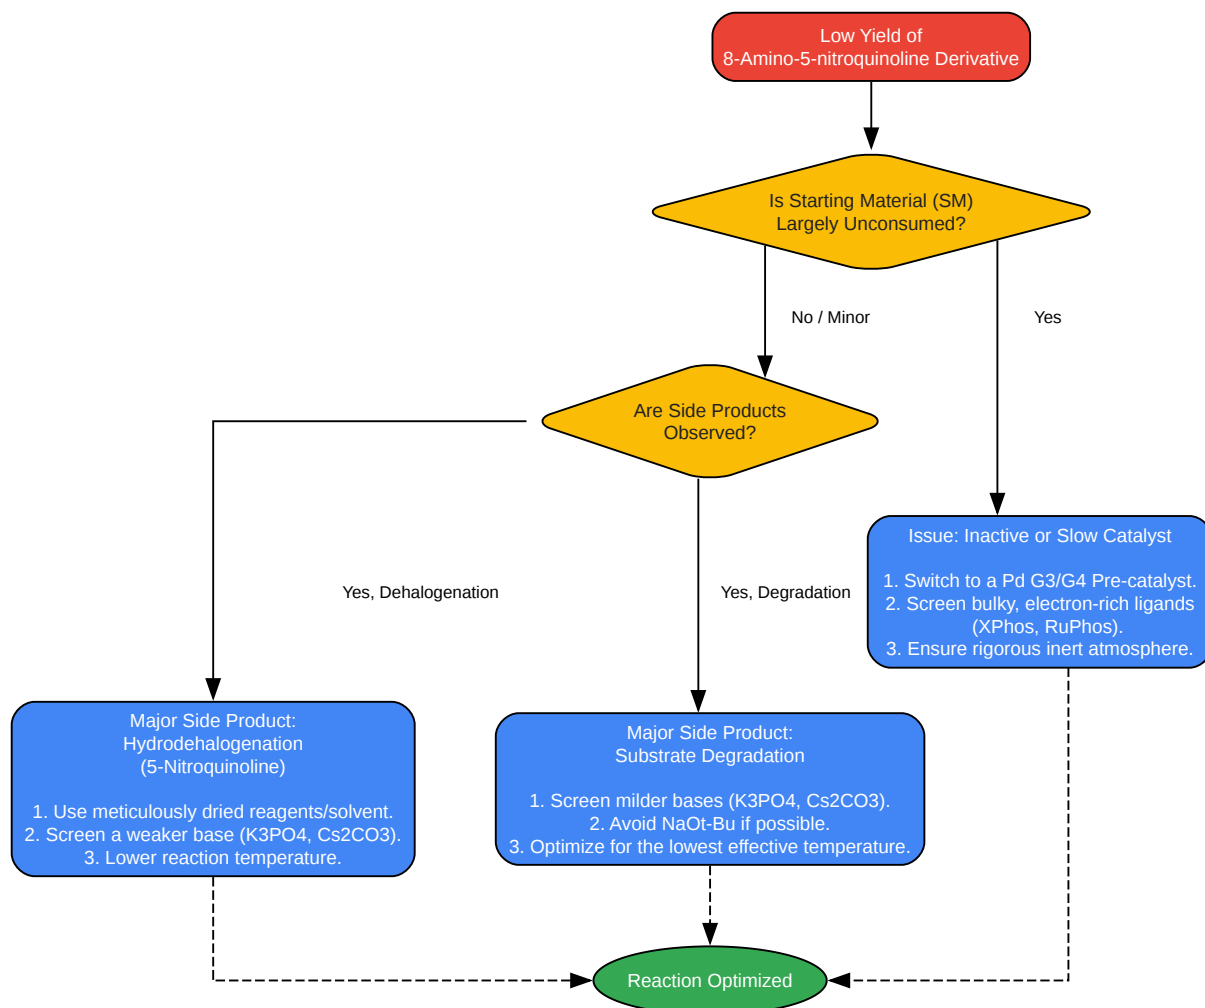 Low Yield of
8-Amino-5-nitroquinoline Derivative
Is Starting Material (SM)
Largely Unconsumed?
No / Minor
Yes
Are Side Products
Observed?
Yes, Dehalogenation
Yes, Degradation
Issue: Inactive or Slow Catalyst
1. Switch to a Pd G3/G4 Pre-catalyst.
2. Screen bulky, electron-rich ligands
(XPhos, RuPhos).
3. Ensure rigorous inert atmosphere.
Major Side Product:
Hydrodehalogenation
(5-Nitroquinoline)
1. Use meticulously dried reagents/solvent.
2. Screen a weaker base (K3PO4, Cs2CO3).
3. Lower reaction temperature.
Major Side Product:
Substrate Degradation
1. Screen milder bases (K3PO4, Cs2CO3).
2. Avoid NaOt-Bu if possible.
3. Optimize for the lowest effective temperature.
Reaction Optimized